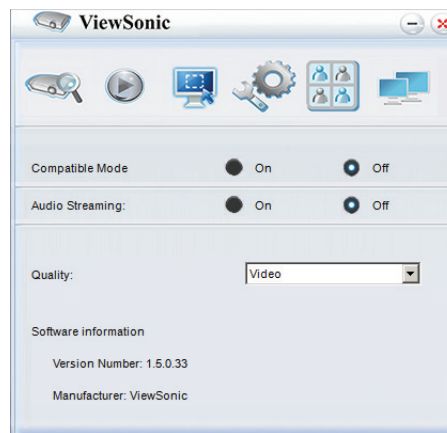 ViewSonic
Compatible Mode On Off
Audio Streaming: On Off
Quality: Video
Software information
Version Number: 1.5.0.33
Manufacturer: ViewSonic